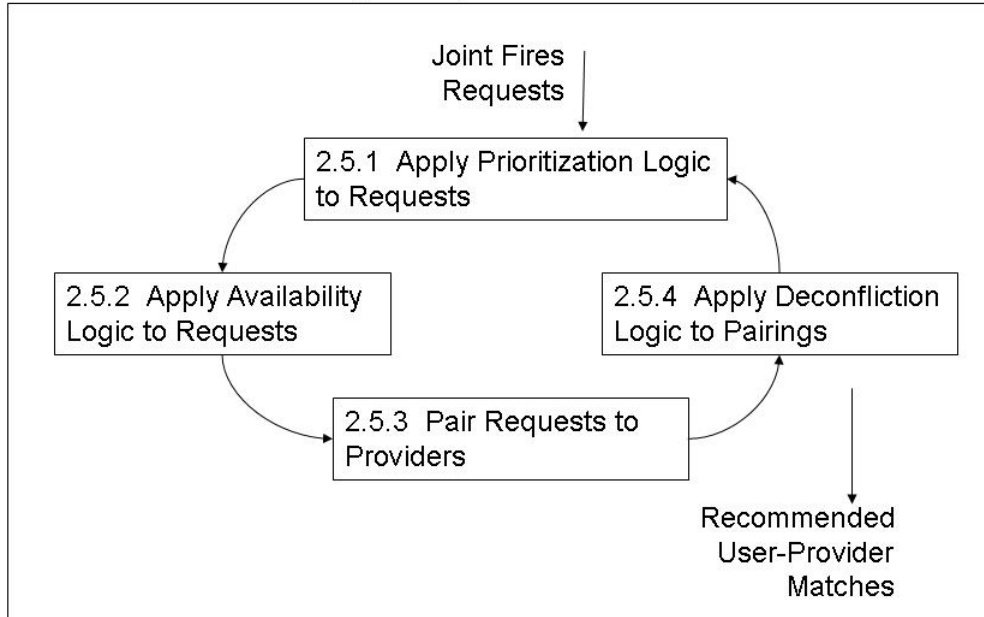 Joint Fires
Requests
2.5.1 Apply Prioritization Logic
to Requests
2.5.2 Apply Availability
Logic to Requests
2.5.4 Apply Deconfliction
Logic to Pairings
2.5.3 Pair Requests to
Providers
Recommended
User-Provider
Matches